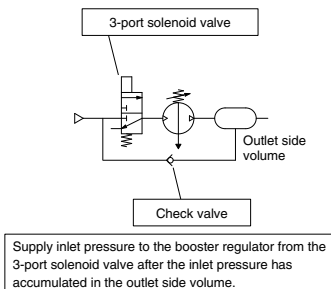 3-port solenoid valve
Outlet side
volume
Check valve
Supply inlet pressure to the booster regulator from the
3-port solenoid valve after the inlet pressure has
accumulated in the outlet side volume.